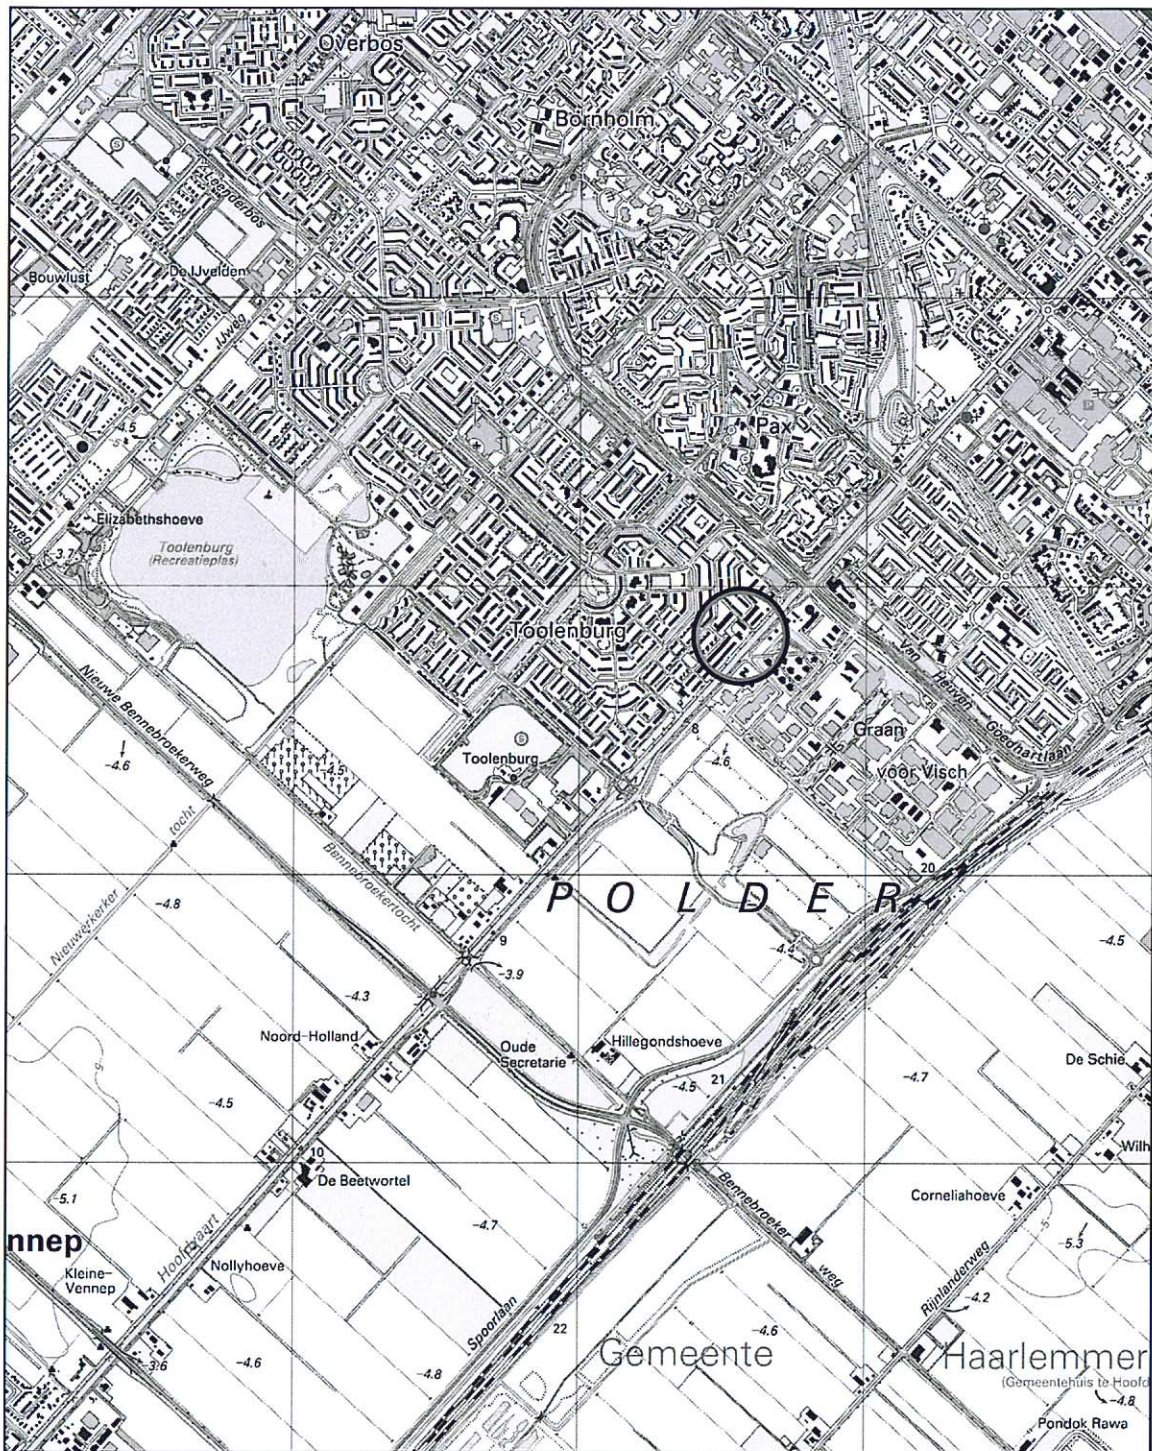 Overbos
Bornholm
Bouwlust
De IJvelden
IJweg
-4.5
-5
Pax
Elizabethshoeve
-3.7
Toolenburg
(Recreatieplas)
Toolenburg
Van
Heuven
Goedhartlaan
Nieuwe Bennebroekerweg
Graan
voor Visch
8
-4.6
-4.6
-4.5
Toolenburg
tocht
Bennebroekertocht
20
POLDER
-4.8
Nieuwerkerker
9
-3.9
-4.4
-4.5
-4.3
Noord-Holland
Oude
Secretarie
Hillegondshoeve
-4.5
21
De Schie
-4.7
-4.5
10
De Beetwortel
Wilh
Corneliahoeve
-5.1
-4.7
Bennebroeker
weg
-5
-5.3
nnep
Hoofdvaart
Kleine-
Vennep
Nollyhoeve
Rijnlanderweg
-4.2
Spoorlaan
22
-4.6
-3.6
-4.6
-4.8
Gemeente
Haarlemmer
(Gemeentehuis te Hoofd
-4.8
Pondok Rawa